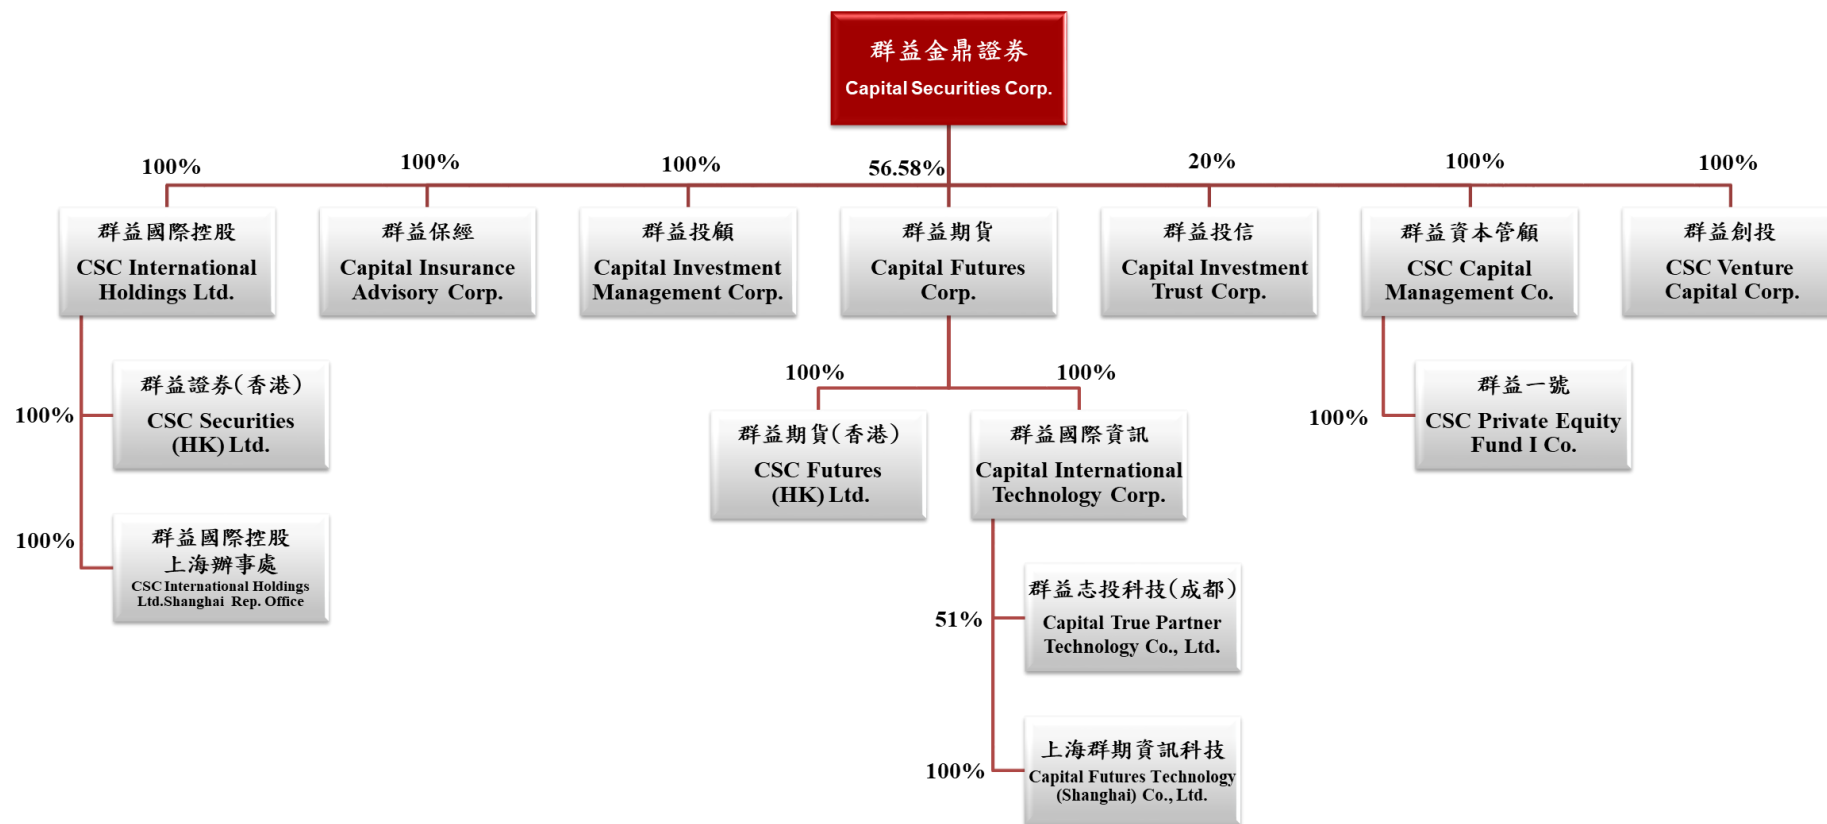 群益金鼎證券
Capital Securities Corp.
100%
100%
100%
56.58%
20%
100%
100%
群益國際控股
CSC International
Holdings Ltd.
群益保經
Capital Insurance
Advisory Corp.
群益投顧
Capital Investment
Management Corp.
群益期貨
Capital Futures
Corp.
群益投信
Capital Investment
Trust Corp.
群益資本管顧
CSC Capital
Management Co.
群益創投
CSC Venture
Capital Corp.
100%
群益證券(香港)
CSC Securities
(HK) Ltd.
100%
群益國際控股
上海辦事處
CSC International Holdings
Ltd.Shanghai Rep. Office
100%
100%
群益期貨(香港)
CSC Futures
(HK) Ltd.
群益國際資訊
Capital International
Technology Corp.
51%
群益志投科技(成都)
Capital True Partner
Technology Co., Ltd.
100%
上海群期資訊科技
Capital Futures Technology
(Shanghai) Co., Ltd.
100%
群益一號
CSC Private Equity
Fund I Co.